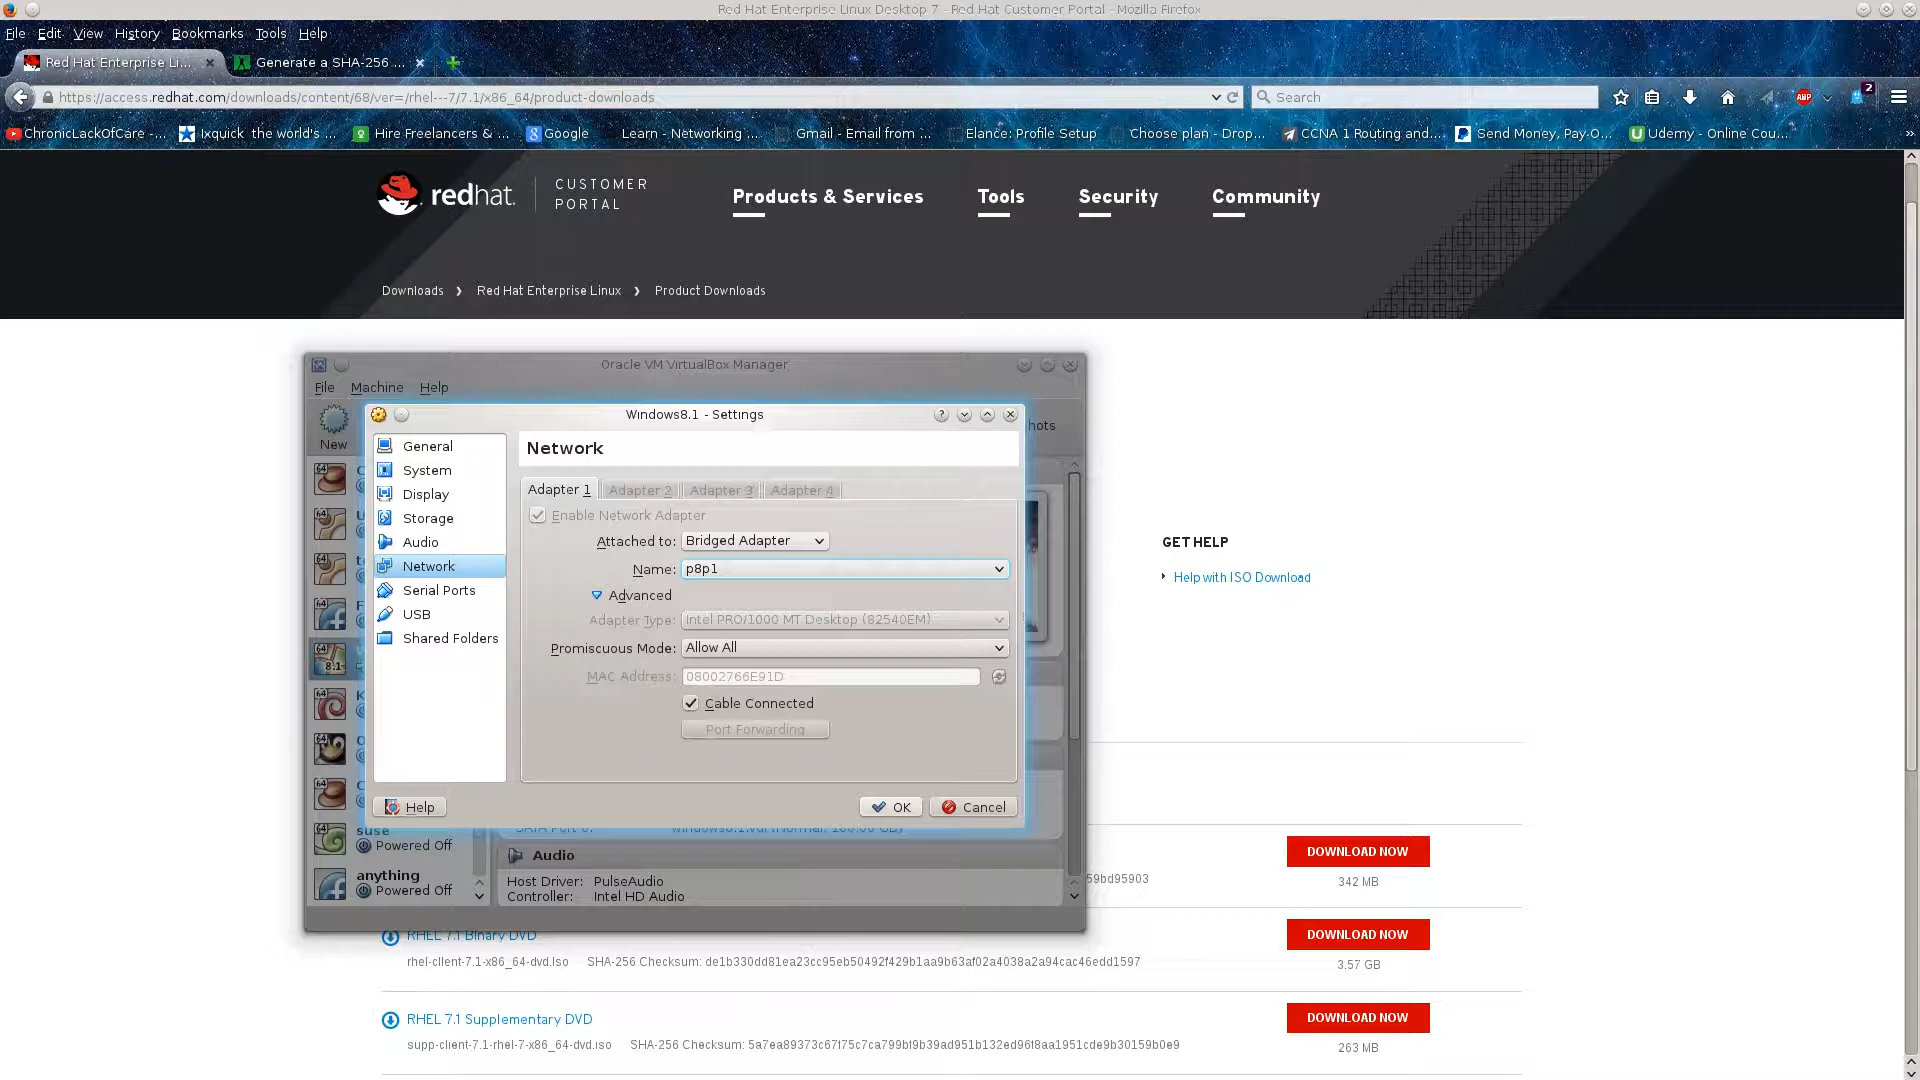 Red Hat Enterprise Linux Desktop 7 - Red Hat Customer Portal - Mozilla Firefox
File Edit View History Bookmarks Tools Help
Red Hat Enterprise Li... Generate a SHA-256 ...
https://access.redhat.com/downloads/content/68/ver=/rhel---7/7.1/x86_64/product-downloads Search ABP 2
ChronicLackOfCare -... Ixquick the world's ... Hire Freelancers & ... Google Learn - Networking ... Gmail - Email from ... Elance: Profile Setup Choose plan - Drop... CCNA 1 Routing and... Send Money, Pay O... Udemy - Online Cou... »
redhat. CUSTOMER PORTAL
Products & Services Tools Security Community
Downloads Red Hat Enterprise Linux Product Downloads
Oracle VM VirtualBox Manager
File Machine Help
New hots
Windows8.1 - Settings
General
System
Display
Storage
Audio
Network
Serial Ports
USB
Shared Folders
Network
Adapter 1 Adapter 2 Adapter 3 Adapter 4
Enable Network Adapter
Attached to: Bridged Adapter
Name: p8p1
Advanced
Adapter Type: Intel PRO/1000 MT Desktop (82540EM)
Promiscuous Mode: Allow All
MAC Address: 08002766E91D
Cable Connected
Port Forwarding
Help OK Cancel
suse
Powered Off
anything
Powered Off
Audio
Host Driver: PulseAudio
Controller: Intel HD Audio
GET HELP
Help with ISO Download
DOWNLOAD NOW
59bd95903 342 MB
RHEL 7.1 Binary DVD DOWNLOAD NOW
rhel-client-7.1-x86_64-dvd.iso SHA-256 Checksum: de1b330dd81ea23cc95eb50492f429b1aa9b63af02a4038a2a94cac46edd1597 3.57 GB
RHEL 7.1 Supplementary DVD DOWNLOAD NOW
supp-client-7.1-rhel-7-x86_64-dvd.iso SHA-256 Checksum: 5a7ea89373c67f75c7ca799bf9b39ad951b132ed96f8aa1951cde9b30159b0e9 263 MB